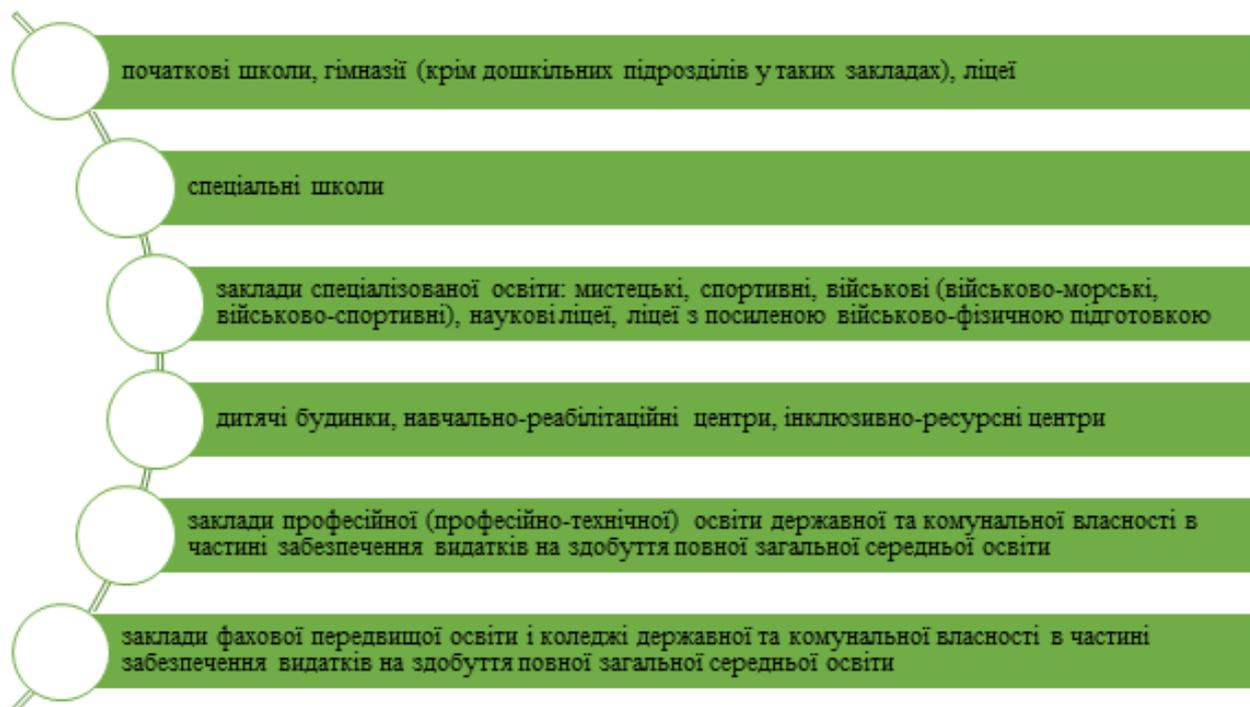 початкові школи, гімназії (крім дошкільних підрозділів у таких закладах), ліцеї
спеціальні школи
заклади спеціалізованої освіти: мистецькі, спортивні, військові (військово-морські,
військово-спортивні), наукові ліцеї, ліцеї з посиленою військово-фізичною підготовкою
дитячі будинки, навчально-реабілітаційні центри, інклюзивно-ресурсні центри
заклади професійної (професійно-технічної) освіти державної та комунальної власності в
частині забезпечення видатків на здобуття повної загальної середньої освіти
заклади фахової передвищої освіти і коледжі державної та комунальної власності в частині
забезпечення видатків на здобуття повної загальної середньої освіти